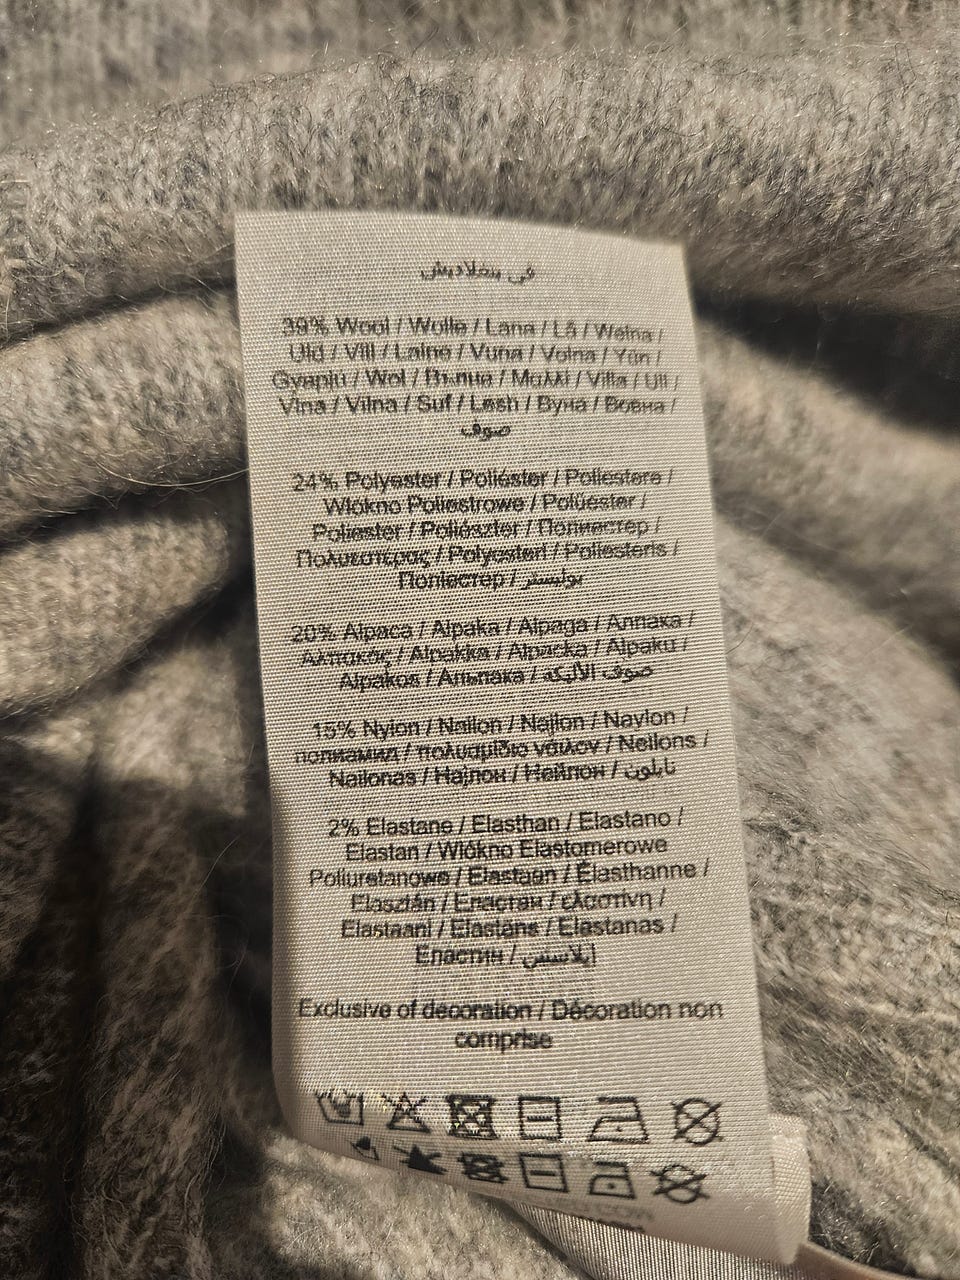 في بنغلاديش
39% Wool / Wolle / Lana / Lã / Wełna /
Uld / Vill / Laine / Vuna / Volna / Yün /
Gyapjú / Wol / Вълна / Μαλλί / Villa / Ull /
Vlna / Vilna / Suf / Lesh / Вуна / Вовна /
صوف
24% Polyester / Poliéster / Poliestere /
Włókno Poliestrowe / Polüester /
Poliester / Poliészter / Полиестер /
Πολυεστέρας / Polyesteri / Poliesteris /
Поліестер / بوليستر
20% Alpaca / Alpaka / Alpaga / Алпака /
Αλπακάς / Alpakka / Alpacka / Alpaku /
Alpakos / Альпака / صوف الألبكة
15% Nylon / Nailon / Najlon / Naylon /
полиамид / πολυαμίδιο νάιλον / Neilons /
Nailonas / Најлон / Нейлон / نايلون
2% Elastane / Elasthan / Elastano /
Elastan / Włókno Elastomerowe
Poliuretanowe / Elastaan / Élasthanne /
Elasztán / Еластан / ελαστίνη /
Elastaani / Elastāns / Elastanas /
Еластин / إيلاستين
Exclusive of decoration / Décoration non
comprise